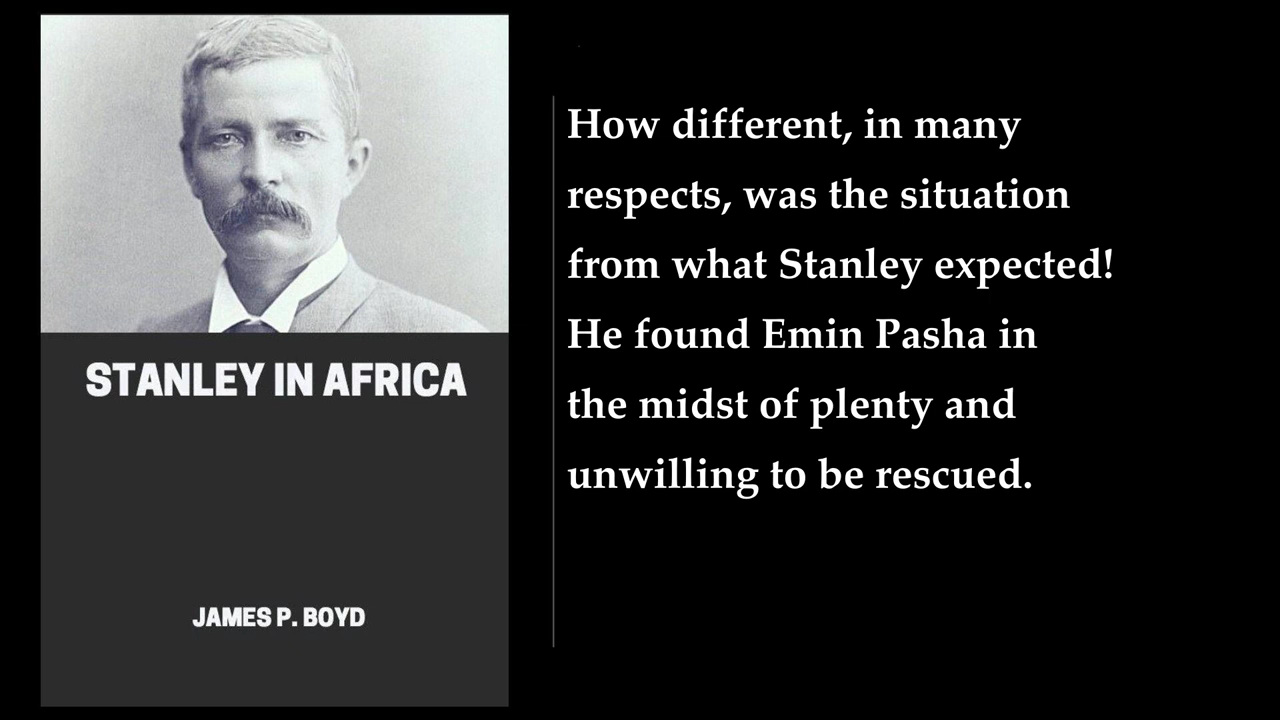 STANLEY IN AFRICA
JAMES P. BOYD
How different, in many
respects, was the situation
from what Stanley expected!
He found Emin Pasha in
the midst of plenty and
unwilling to be rescued.